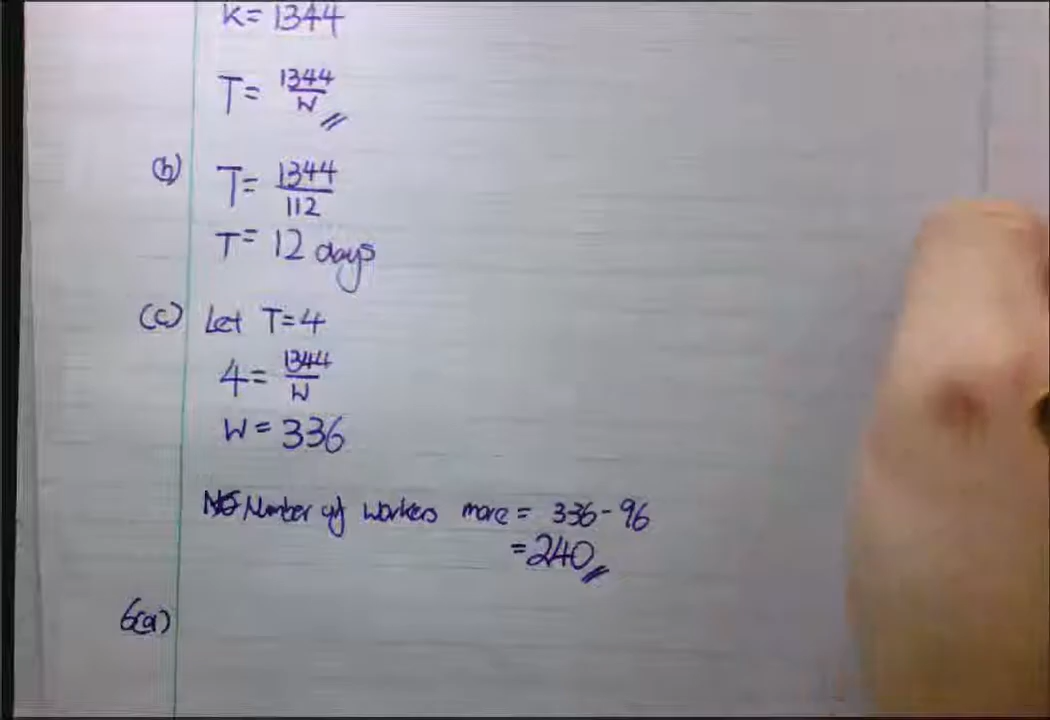 K = 1344
T = 1344/W
(b) T = 1344/112
T = 12 days
(c) Let T=4
4 = 1344/W
W = 336
Number of workers more = 336-96
= 240
6(a)